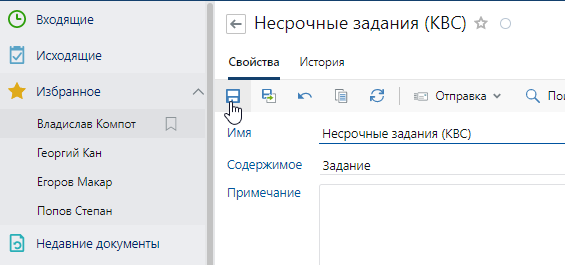 Входящие
Исходящие
Избранное
Владислав Компот
Георгий Кан
Егоров Макар
Попов Степан
Недавние документы
Несрочные задания (КВС)
Свойства История
Отправка По
Имя Несрочные задания (КВС)
Содержимое Задание
Примечание